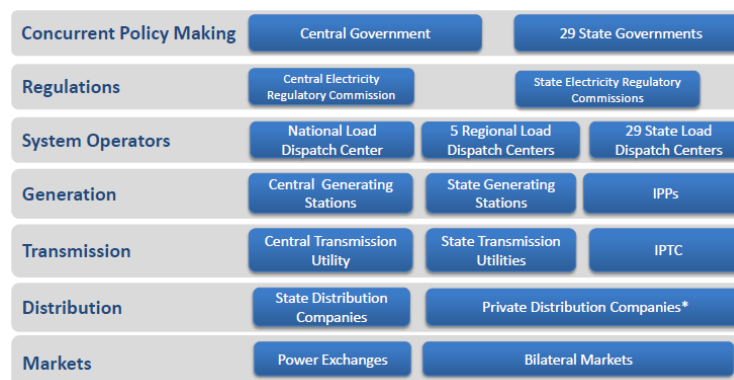 Concurrent Policy Making
Central Government
29 State Governments
Regulations
Central Electricity
Regulatory Commission
State Electricity Regulatory
Commissions
System Operators
National Load
Dispatch Center
5 Regional Load
Dispatch Centers
29 State Load
Dispatch Centers
Generation
Central Generating
Stations
State Generating
Stations
IPPs
Transmission
Central Transmission
Utility
State Transmission
Utilities
IPTC
Distribution
State Distribution
Companies
Private Distribution Companies*
Markets
Power Exchanges
Bilateral Markets